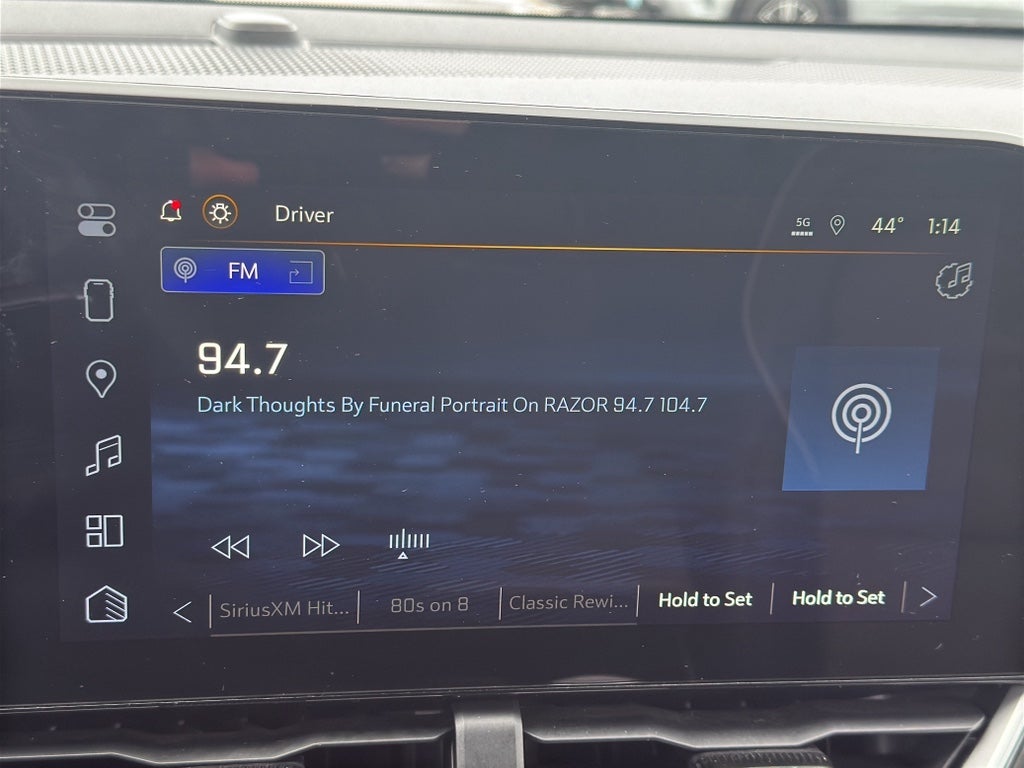 Driver
5G 44° 1:14
FM
94.7
Dark Thoughts By Funeral Portrait On RAZOR 94.7 104.7
SiriusXM Hit... 80s on 8 Classic Rewi... Hold to Set Hold to Set